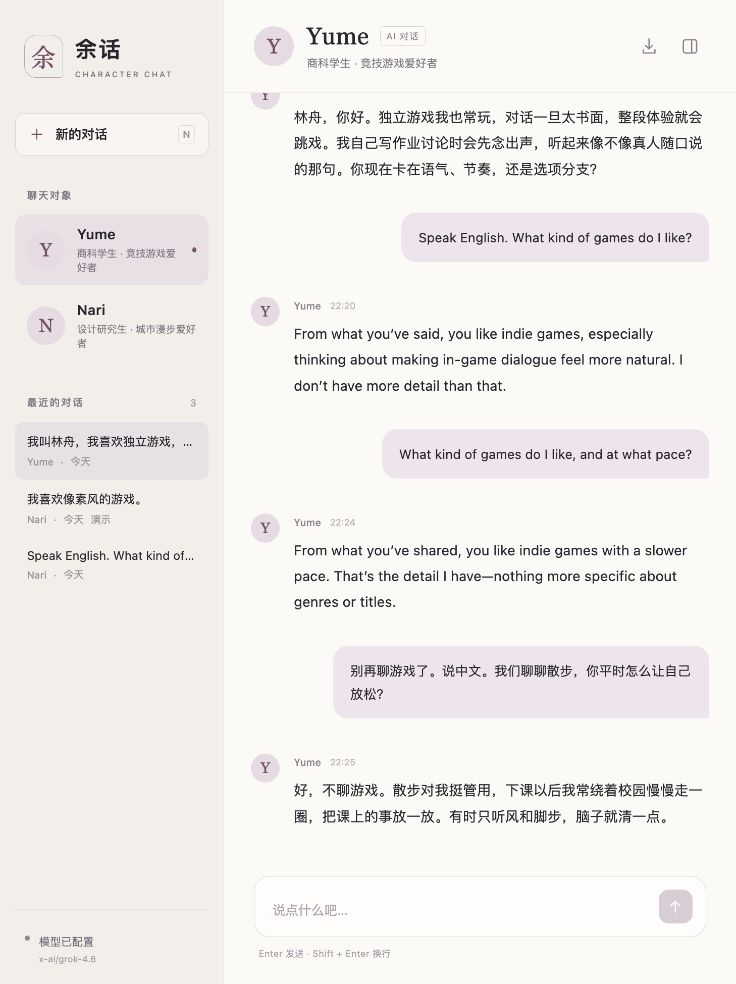 余
余话
CHARACTER CHAT
+ 新的对话 N
聊天对象
Y
Yume
商科学生 · 竞技游戏爱
好者
N
Nari
设计研究生 · 城市漫步爱好
者
最近的对话 3
我叫林舟，我喜欢独立游戏，...
Yume · 今天
我喜欢像素风的游戏。
Nari · 今天 演示
Speak English. What kind of...
Nari · 今天
模型已配置
x-ai/grok-4.6
Y
Yume AI 对话
商科学生 · 竞技游戏爱好者
Y
林舟，你好。独立游戏我也常玩，对话一旦太书面，整段体验就会
跳戏。我自己写作业讨论时会先念出声，听起来像不像真人随口说
的那句。你现在卡在语气、节奏，还是选项分支？
Speak English. What kind of games do I like?
Y
Yume 22:20
From what you’ve said, you like indie games, especially
thinking about making in-game dialogue feel more natural. I
don’t have more detail than that.
What kind of games do I like, and at what pace?
Y
Yume 22:24
From what you’ve shared, you like indie games with a slower
pace. That’s the detail I have—nothing more specific about
genres or titles.
别再聊游戏了。说中文。我们聊聊散步，你平时怎么让自己
放松？
Y
Yume 22:25
好，不聊游戏。散步对我挺管用，下课以后我常绕着校园慢慢走一
圈，把课上的事放一放。有时只听风和脚步，脑子就清一点。
说点什么吧...
Enter 发送 · Shift + Enter 换行